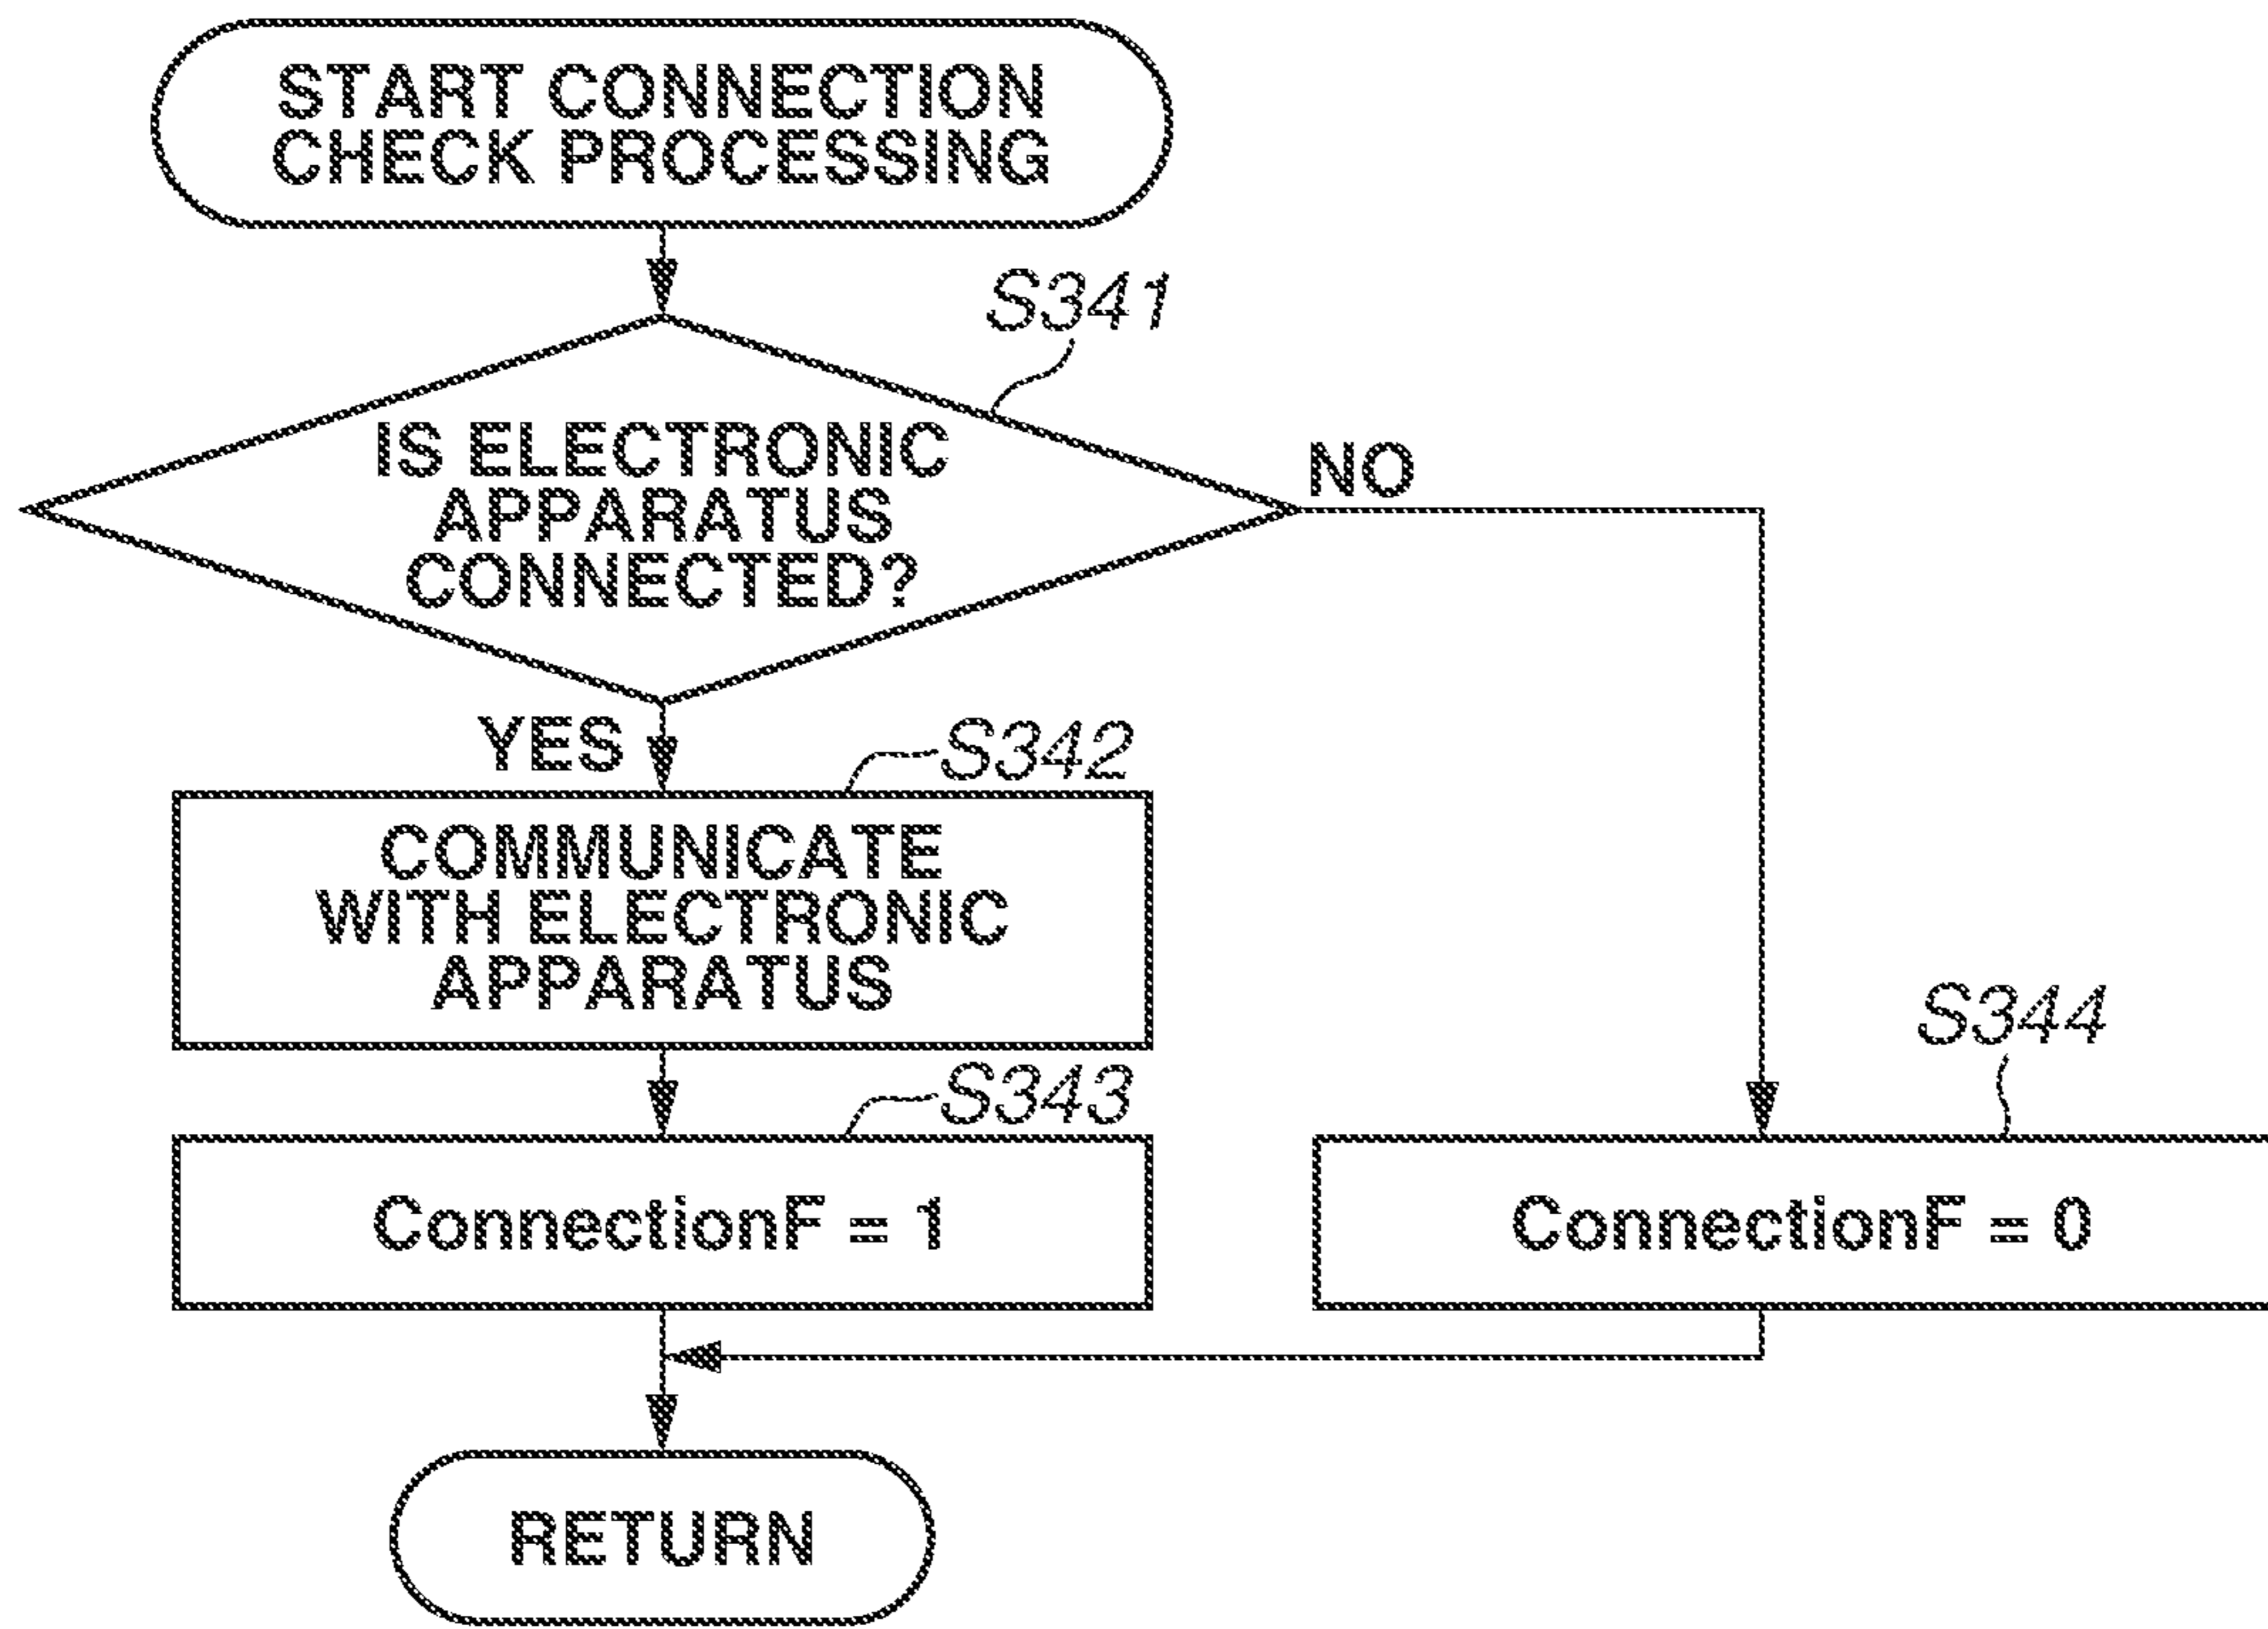 START CONNECTION
CHECK PROCESSING
S341
IS ELECTRONIC
APPARATUS
CONNECTED?
NO
YES
S342
COMMUNICATE
WITH ELECTRONIC
APPARATUS
S343
ConnectionF = 1
S344
ConnectionF = 0
RETURN